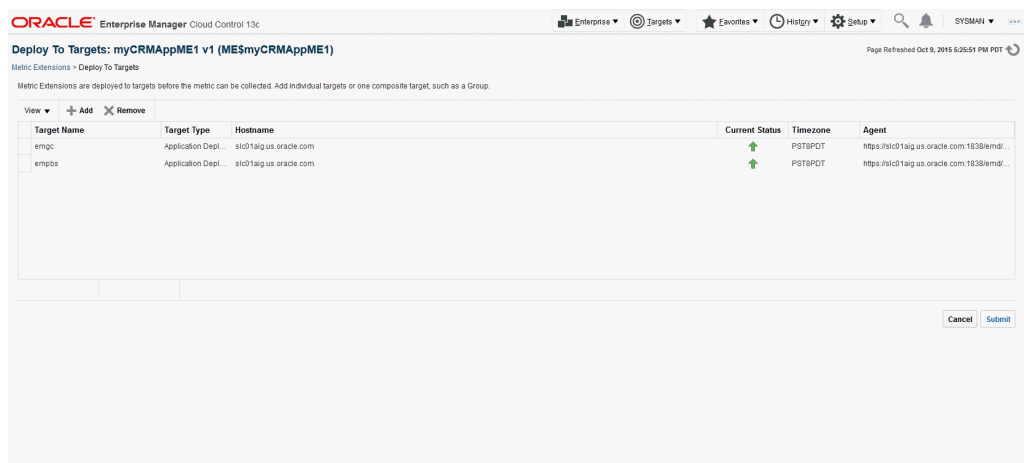 ORACLE Enterprise Manager Cloud Control 13c
Enterprise Targets Favorites History Setup SYSMAN
Deploy To Targets: myCRMAppME1 v1 (ME$myCRMAppME1)
Page Refreshed Oct 9, 2015 5:25:51 PM PDT
Metric Extensions > Deploy To Targets
Metric Extensions are deployed to targets before the metric can be collected. Add individual targets or one composite target, such as a Group.
View Add Remove
Target Name Target Type Hostname Current Status Timezone Agent
emgc Application Depl... slc01aig.us.oracle.com PST8PDT https://slc01aig.us.oracle.com:1838/emd/...
empbs Application Depl... slc01aig.us.oracle.com PST8PDT https://slc01aig.us.oracle.com:1838/emd/...
Cancel Submit